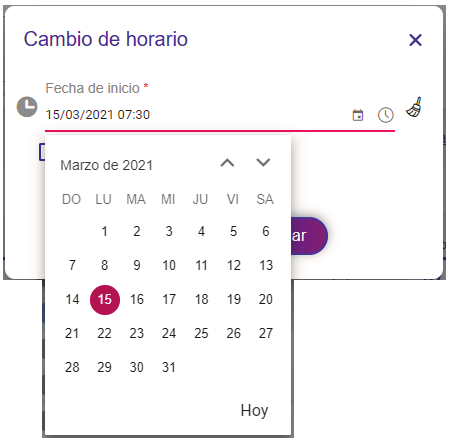 Cambio de horario ×
Fecha de inicio *
15/03/2021 07:30
Marzo de 2021
DO LU MA MI JU VI SA
1 2 3 4 5 6
7 8 9 10 11 12 13
14 15 16 17 18 19 20
21 22 23 24 25 26 27
28 29 30 31
ar
Hoy